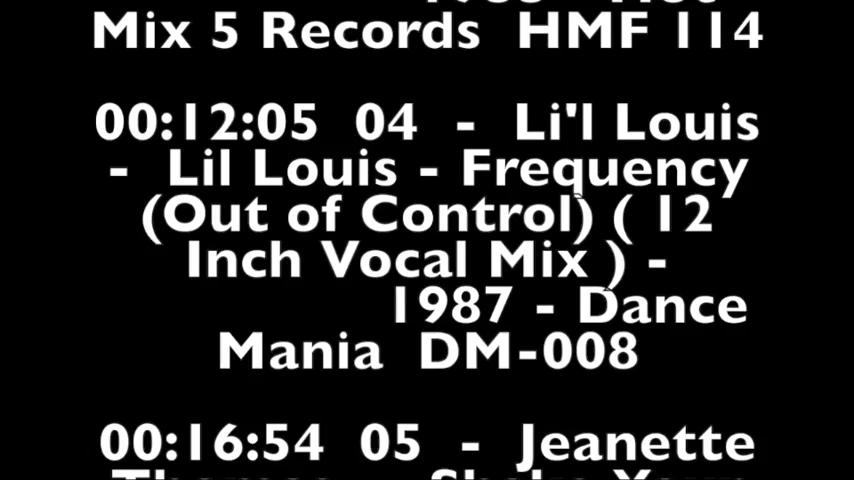 Mix 5 Records  HMF 114
00:12:05  04  -  Li'l Louis
-  Lil Louis - Frequency
(Out of Control) ( 12
Inch Vocal Mix ) -
1987 - Dance
Mania  DM-008
00:16:54  05  -  Jeanette